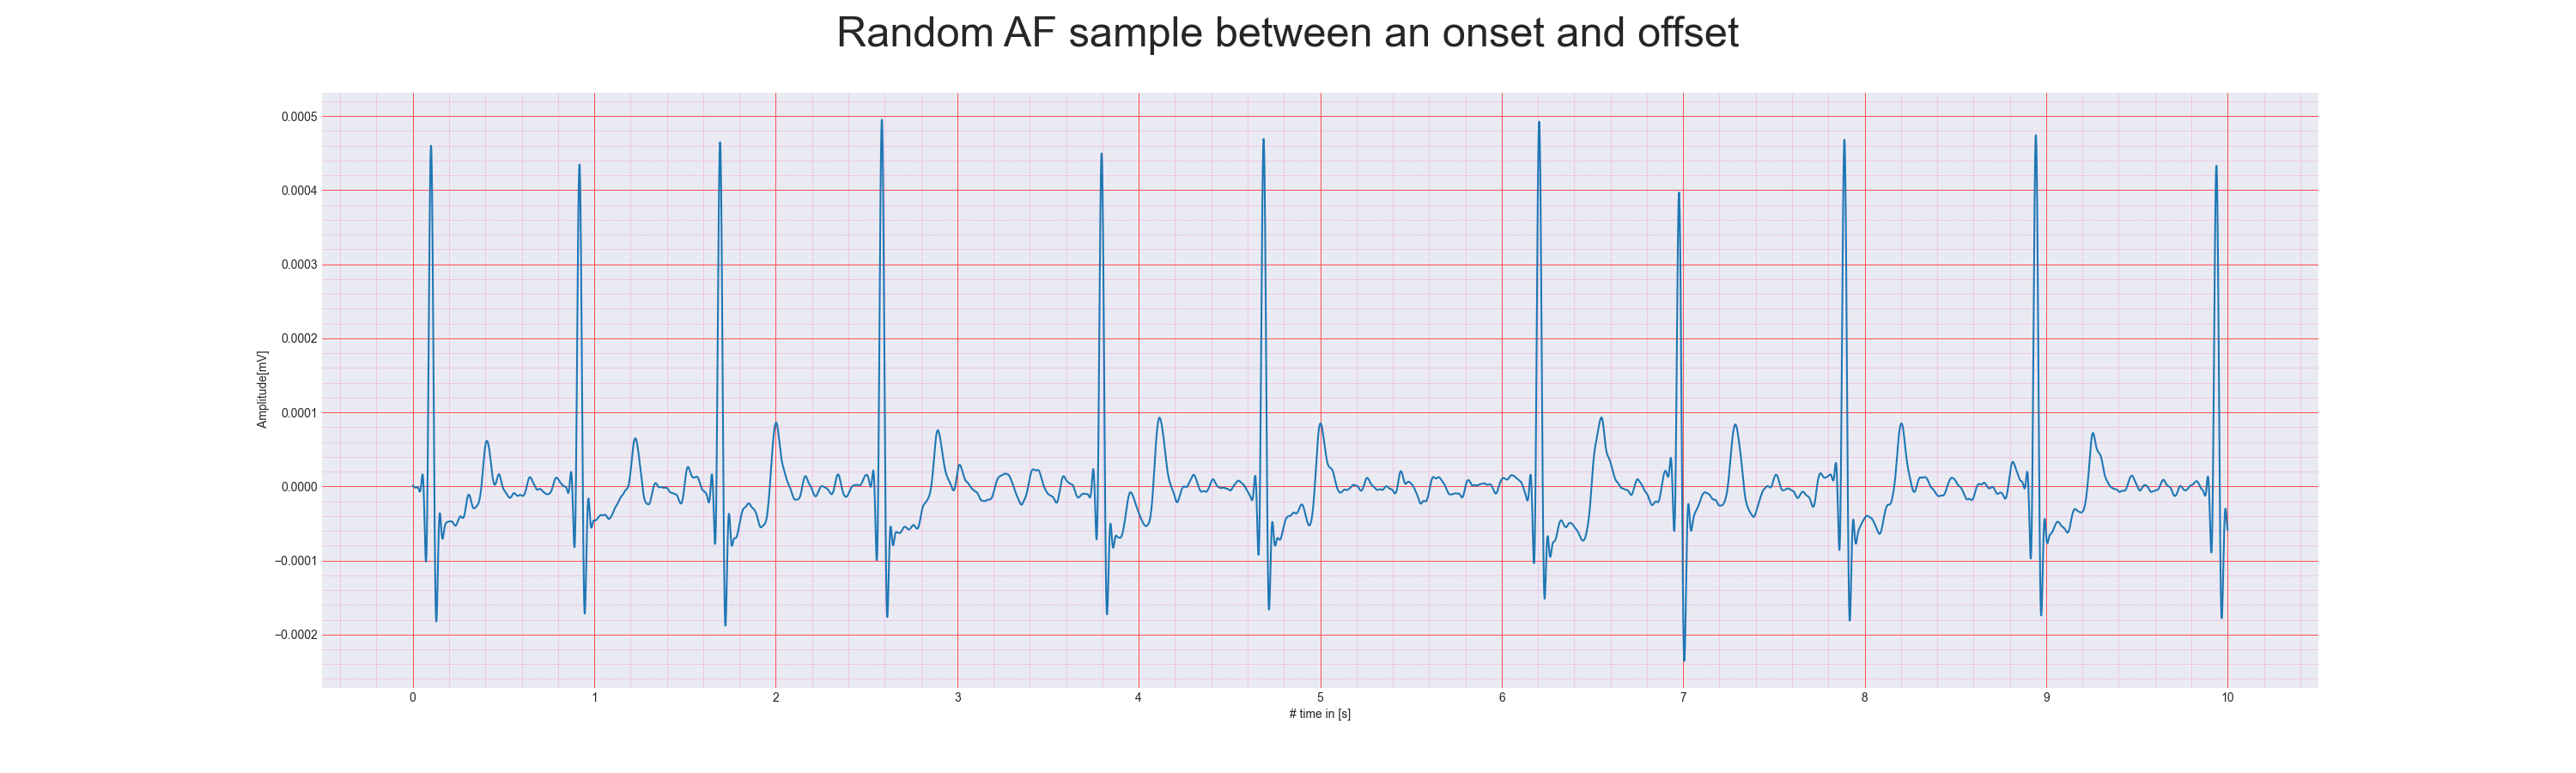 Random AF sample between an onset and offset
0.0005
0.0004
0.0003
0.0002
0.0001
0.0000
−0.0001
−0.0002
Amplitude[mV]
0 1 2 3 4 5 6 7 8 9 10
# time in [s]